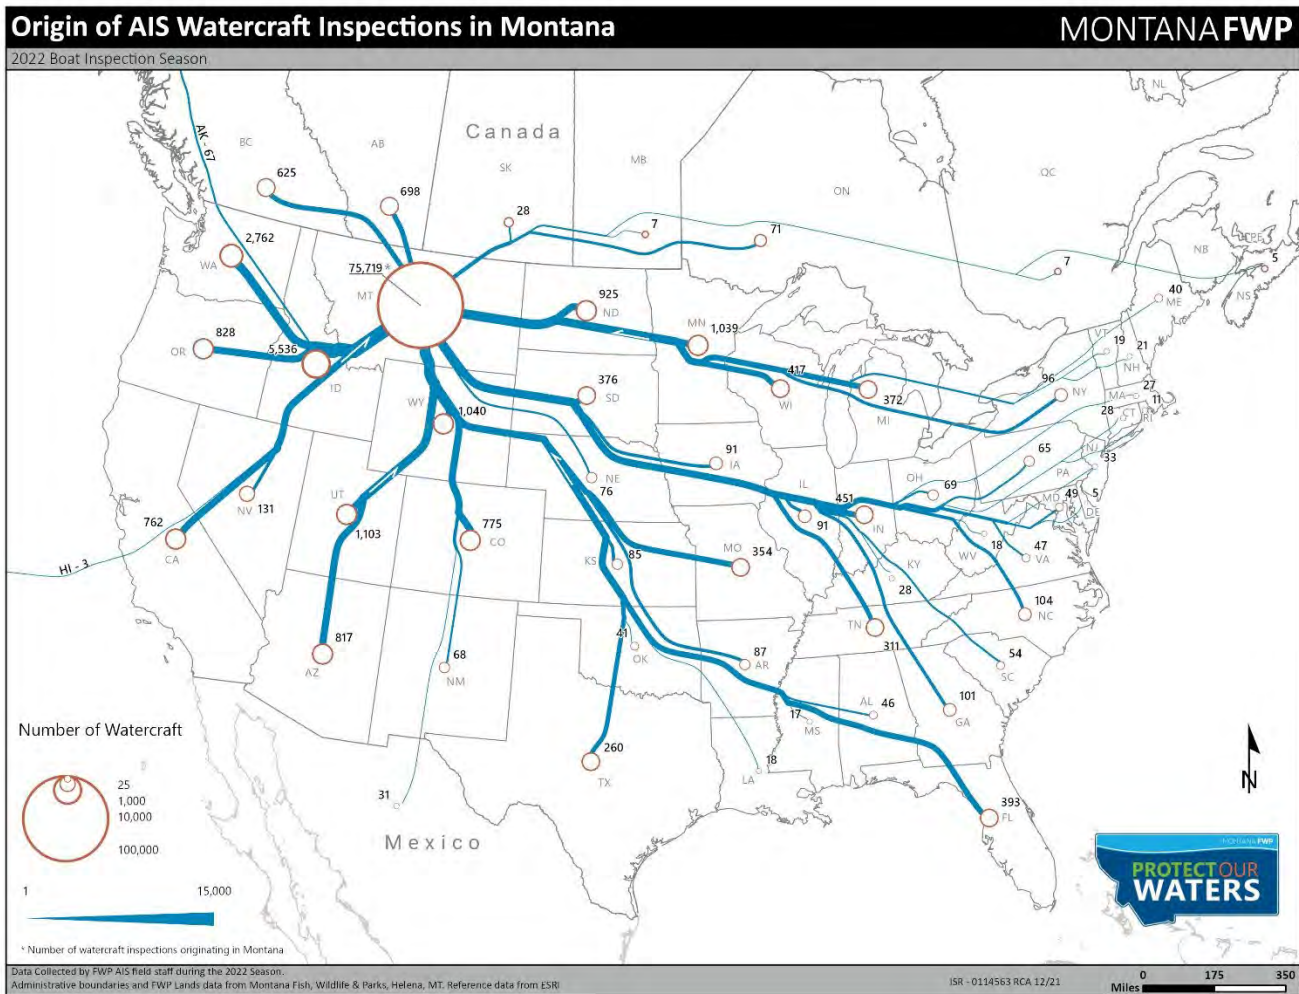 Origin of AIS Watercraft Inspections in Montana
MONTANA FWP
2022 Boat Inspection Season
Canada
BC
AB
SK
MB
ON
QC
NL
NB
PE
NS
AK - 67
625
698
28
7
71
7
5
2,762
WA
75,719 *
MT
925
ND
MN
1,039
40
ME
VT
19
21
NH
828
OR
5,536
ID
376
SD
417
WI
372
MI
96
NY
MA
27
11
CT
RI
28
WY
1,040
91
IA
NE
76
OH
69
65
PA
NJ
33
UT
1,103
NV
131
762
CA
HI - 3
775
CO
KS
85
MO
354
IL
91
451
IN
MD
49
5
DE
WV
18
47
VA
KY
28
104
NC
817
AZ
68
NM
41
OK
87
AR
TN
311
54
SC
101
GA
AL
46
17
MS
18
LA
260
TX
393
FL
31
Mexico
Number of Watercraft
25
1,000
10,000
100,000
1
15,000
* Number of watercraft inspections originating in Montana
N
MONTANA FWP
PROTECT OUR
WATERS
Data Collected by FWP AIS field staff during the 2022 Season.
Administrative boundaries and FWP Lands data from Montana Fish, Wildlife & Parks, Helena, MT. Reference data from ESRI
ISR - 0114563 RCA 12/21
0
175
350
Miles